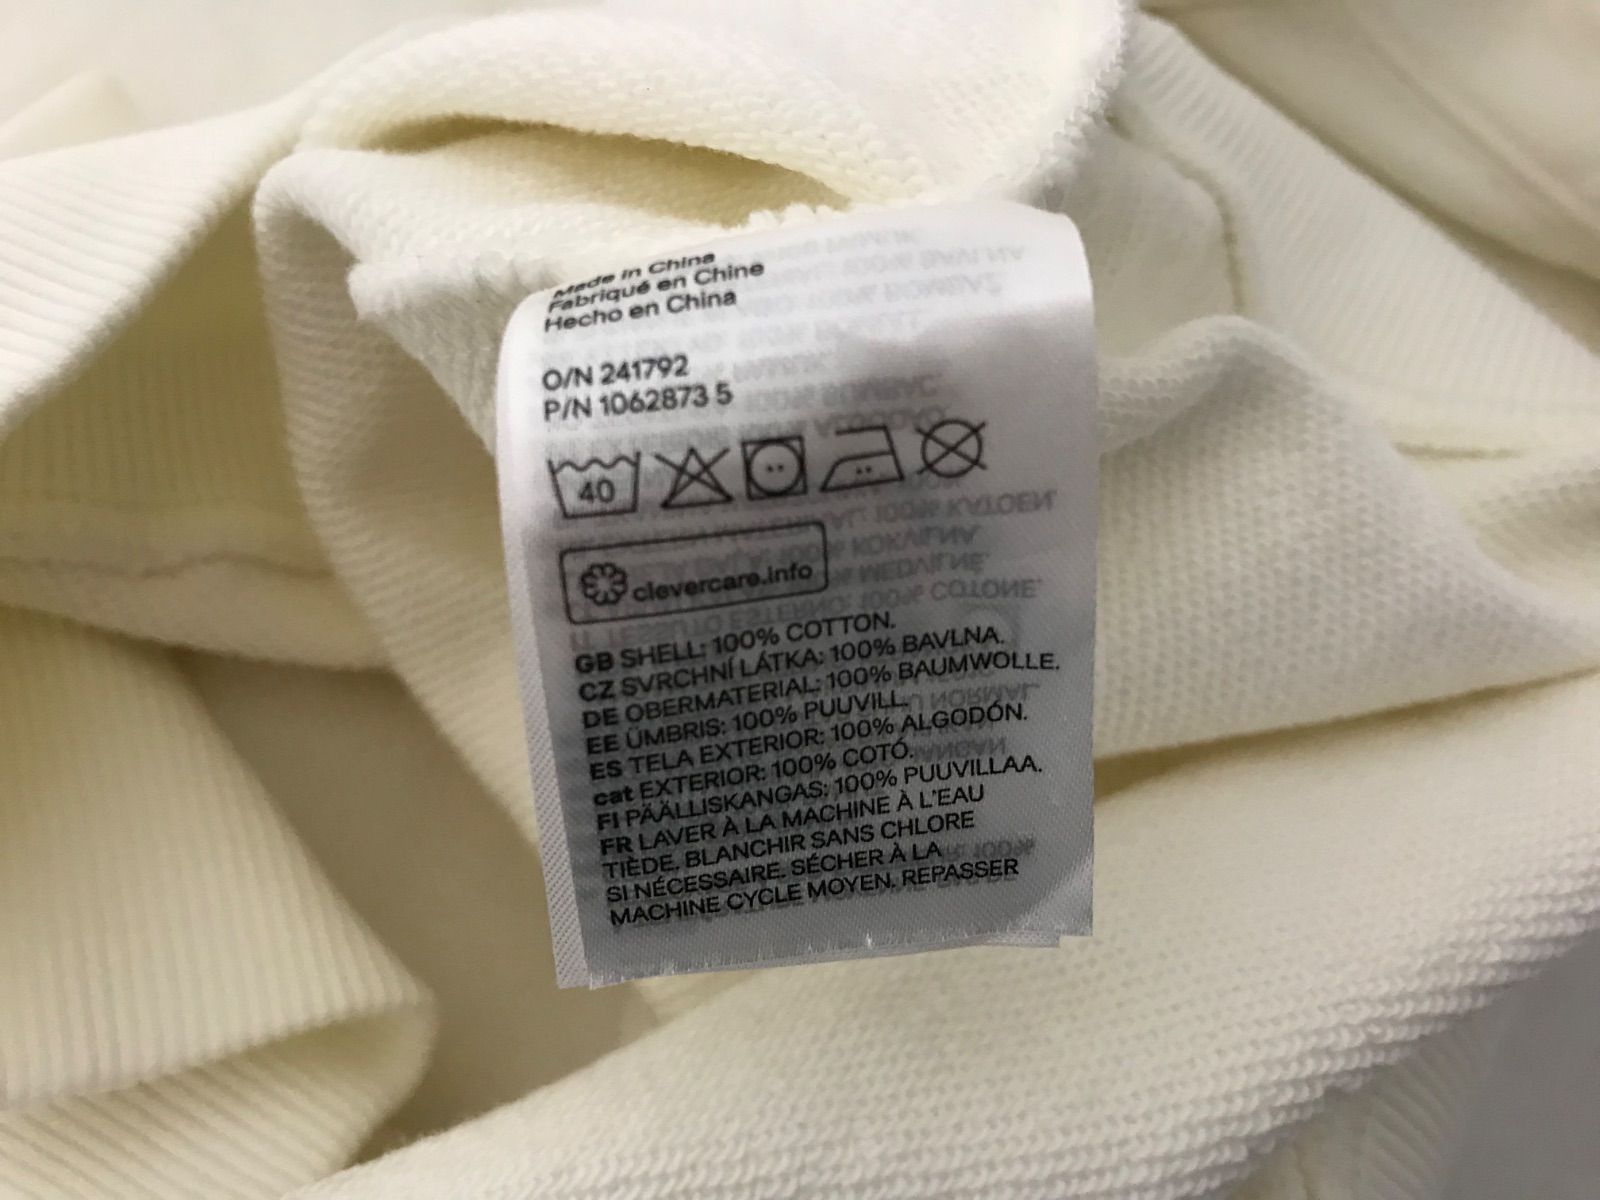 Made in China
Fabriqué en Chine
Hecho en China
O/N 241792
P/N 1062873 5
40
clevercare.info
GB SHELL: 100% COTTON.
CZ SVRCHNÍ LÁTKA: 100% BAVLNA.
DE OBERMATERIAL: 100% BAUMWOLLE.
EE ÜMBRIS: 100% PUUVILL.
ES TELA EXTERIOR: 100% ALGODÓN.
cat EXTERIOR: 100% COTÓ.
FI PÄÄLLISKANGAS: 100% PUUVILLAA.
FR LAVER À LA MACHINE À L'EAU
TIÈDE. BLANCHIR SANS CHLORE
SI NÉCESSAIRE. SÉCHER À LA
MACHINE CYCLE MOYEN. REPASSER